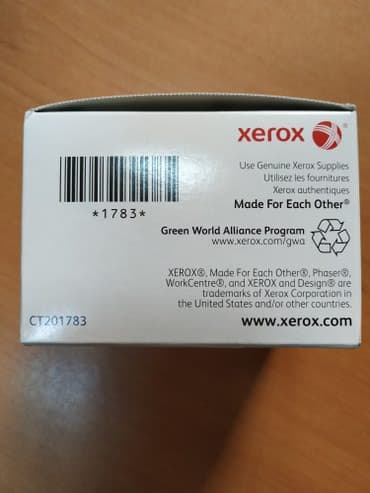 xerox
Use Genuine Xerox Supplies
Utilisez les fournitures
Xerox authentiques
Made For Each Other®
*1783*
Green World Alliance Program
www.xerox.com/gwa
XEROX®, Made For Each Other®, Phaser®,
WorkCentre®, and XEROX and Design® are
trademarks of Xerox Corporation in
the United States and/or other countries.
CT201783
www.xerox.com